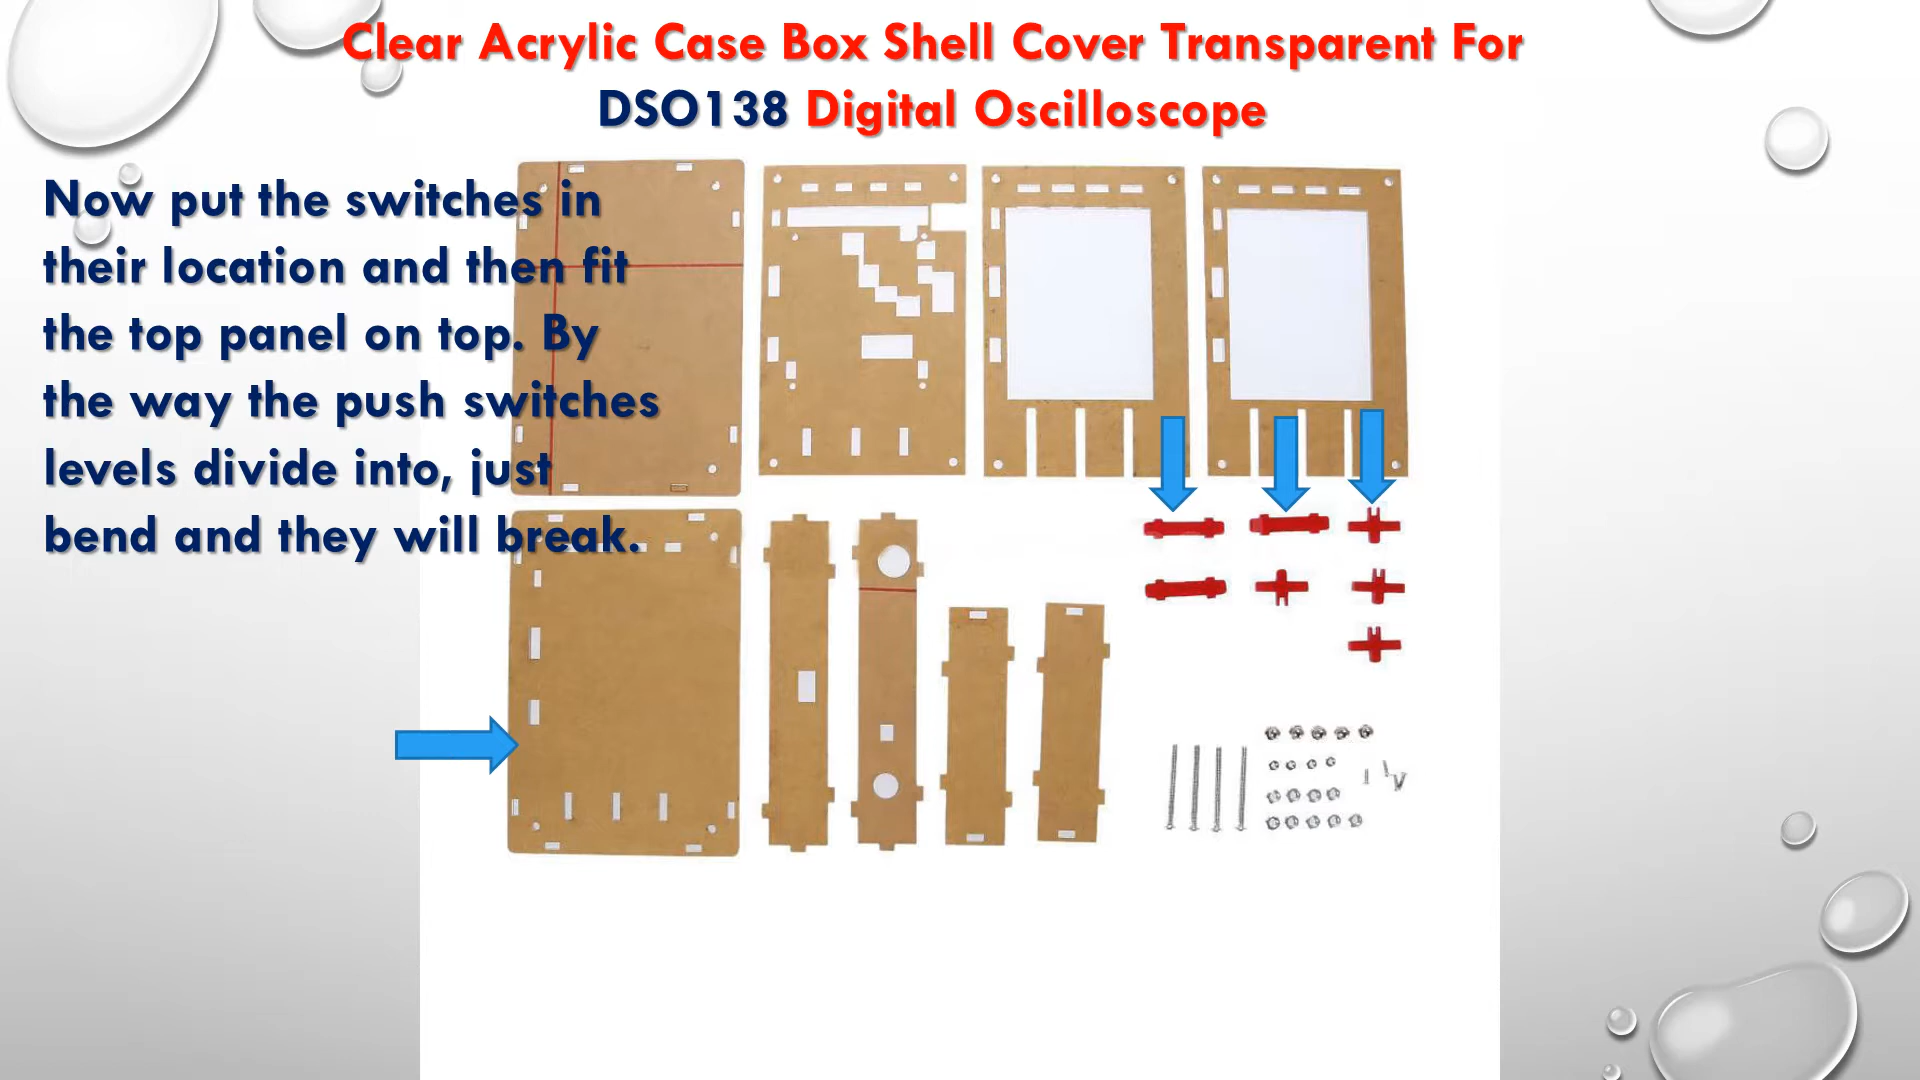 Clear Acrylic Case Box Shell Cover Transparent For
DSO138 Digital Oscilloscope
Now put the switches in
their location and then fit
the top panel on top. By
the way the push switches
levels divide into, just
bend and they will break.